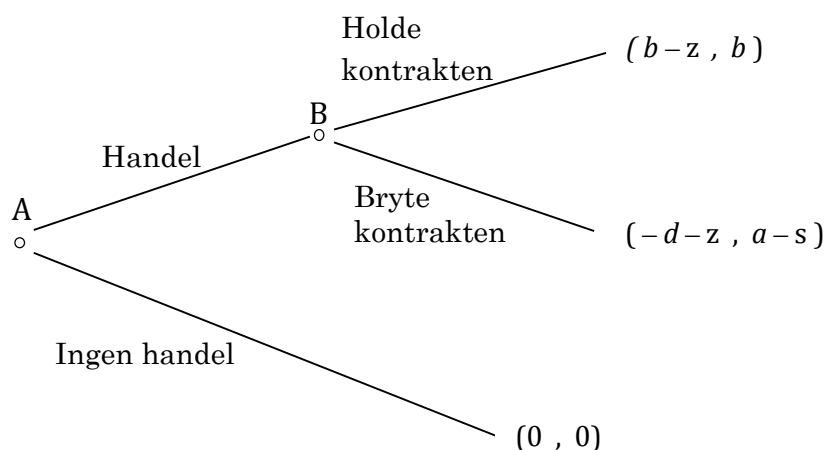 Holde
kontrakten
(b – z , b)
B
Handel
A
Bryte
kontrakten
(– d – z , a – s)
Ingen handel
(0 , 0)